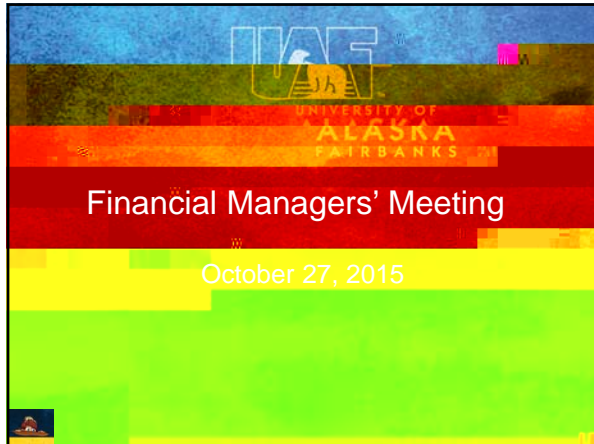 UAF
UNIVERSITY OF
ALASKA
FAIRBANKS
Financial Managers' Meeting
October 27, 2015